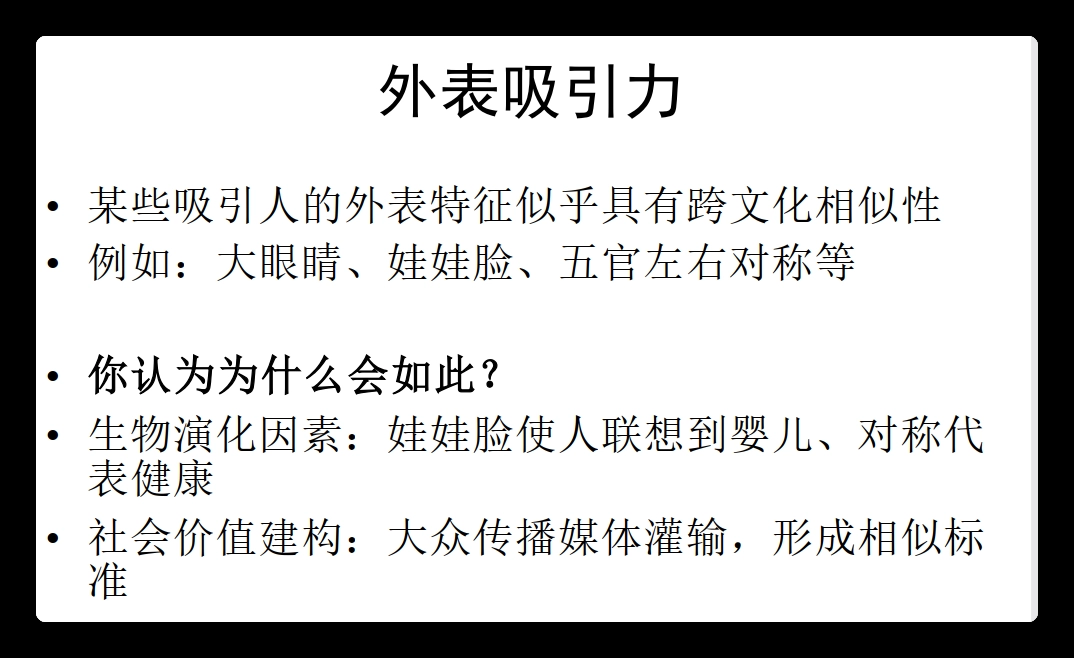 外表吸引力
• 某些吸引人的外表特征似乎具有跨文化相似性
• 例如：大眼睛、娃娃脸、五官左右对称等
• 你认为为什么会如此？
• 生物演化因素：娃娃脸使人联想到婴儿、对称代
表健康
• 社会价值建构：大众传播媒体灌输，形成相似标
准